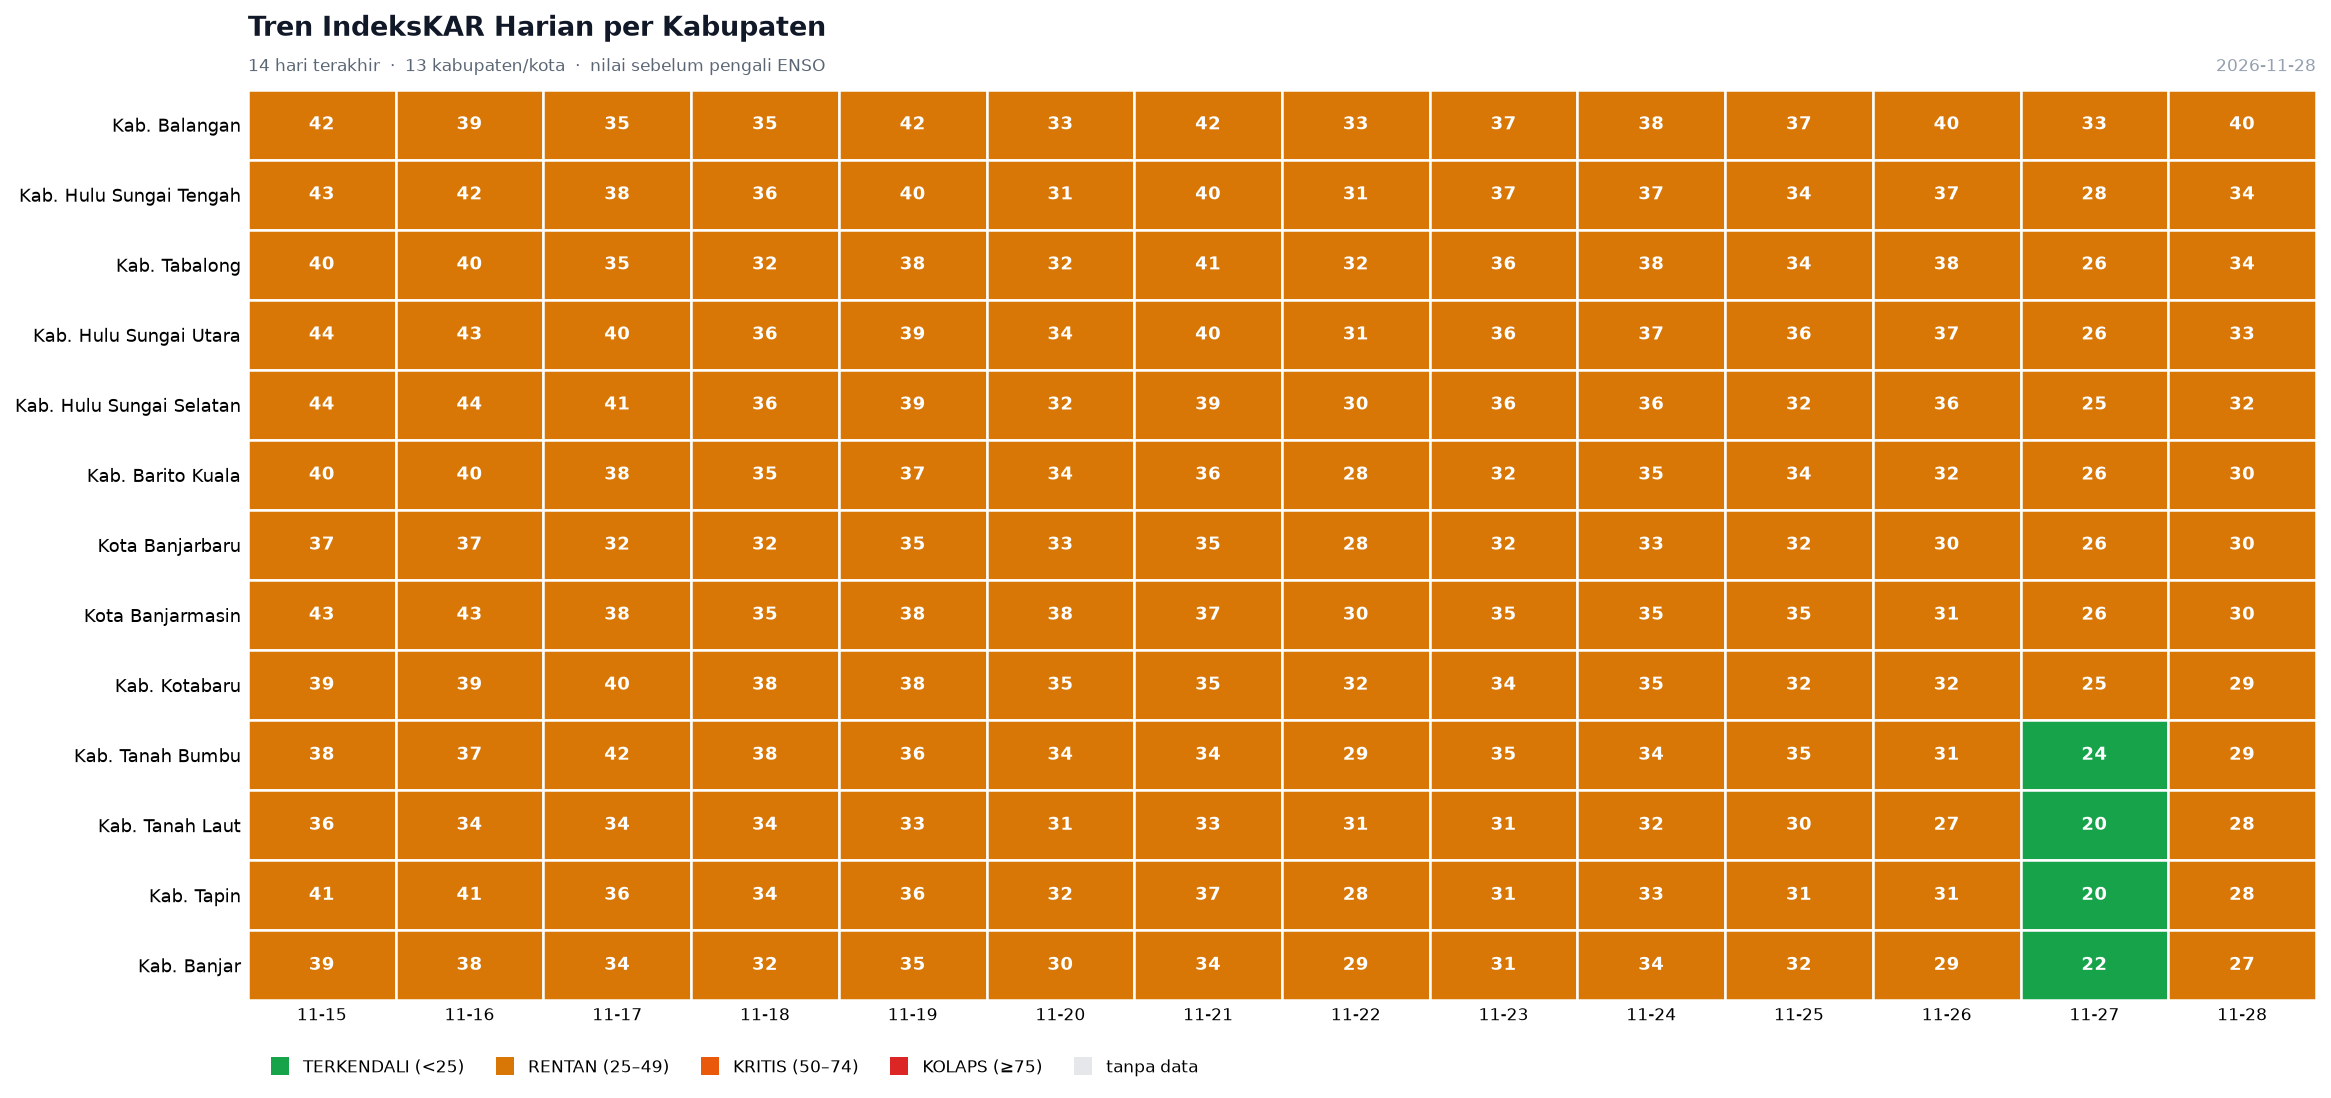 Tren IndeksKAR Harian per Kabupaten
14 hari terakhir · 13 kabupaten/kota · nilai sebelum pengali ENSO 2026-11-28
Kab. Balangan 42 39 35 35 42 33 42 33 37 38 37 40 33 40
Kab. Hulu Sungai Tengah 43 42 38 36 40 31 40 31 37 37 34 37 28 34
Kab. Tabalong 40 40 35 32 38 32 41 32 36 38 34 38 26 34
Kab. Hulu Sungai Utara 44 43 40 36 39 34 40 31 36 37 36 37 26 33
Kab. Hulu Sungai Selatan 44 44 41 36 39 32 39 30 36 36 32 36 25 32
Kab. Barito Kuala 40 40 38 35 37 34 36 28 32 35 34 32 26 30
Kota Banjarbaru 37 37 32 32 35 33 35 28 32 33 32 30 26 30
Kota Banjarmasin 43 43 38 35 38 38 37 30 35 35 35 31 26 30
Kab. Kotabaru 39 39 40 38 38 35 35 32 34 35 32 32 25 29
Kab. Tanah Bumbu 38 37 42 38 36 34 34 29 35 34 35 31 24 29
Kab. Tanah Laut 36 34 34 34 33 31 33 31 31 32 30 27 20 28
Kab. Tapin 41 41 36 34 36 32 37 28 31 33 31 31 20 28
Kab. Banjar 39 38 34 32 35 30 34 29 31 34 32 29 22 27
11-15 11-16 11-17 11-18 11-19 11-20 11-21 11-22 11-23 11-24 11-25 11-26 11-27 11-28
TERKENDALI (<25) RENTAN (25–49) KRITIS (50–74) KOLAPS (≥75) tanpa data